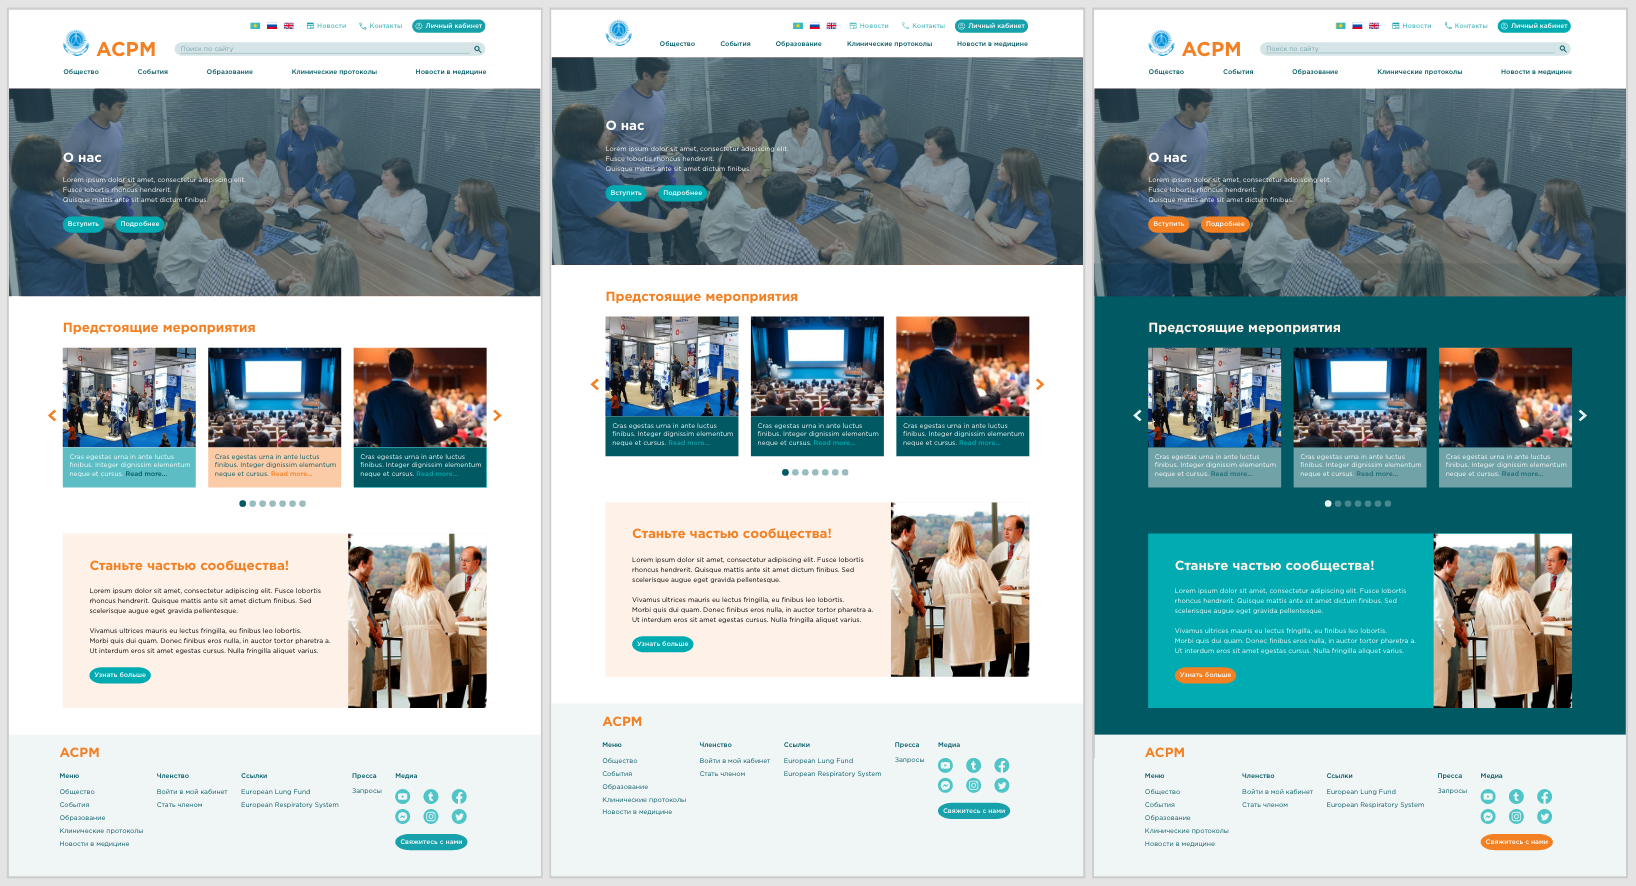 Новости
Контакты
Личный кабинет
АСРМ
Поиск по сайту
Общество
События
Образование
Клинические протоколы
Новости в медицине
О нас
Lorem ipsum dolor sit amet, consectetur adipiscing elit.
Fusce lobortis rhoncus hendrerit.
Quisque mattis ante sit amet dictum finibus.
Вступить
Подробнее
Предстоящие мероприятия
Cras egestas urna in ante luctus
finibus. Integer dignissim elementum
neque et cursus. Read more...
Cras egestas urna in ante luctus
finibus. Integer dignissim elementum
neque et cursus. Read more...
Cras egestas urna in ante luctus
finibus. Integer dignissim elementum
neque et cursus. Read more...
Станьте частью сообщества!
Lorem ipsum dolor sit amet, consectetur adipiscing elit. Fusce lobortis
rhoncus hendrerit. Quisque mattis ante sit amet dictum finibus. Sed
scelerisque augue eget gravida pellentesque.
Vivamus ultrices mauris eu lectus fringilla, eu finibus leo lobortis.
Morbi quis dui quam. Donec finibus eros nulla, in auctor tortor pharetra a.
Ut interdum eros sit amet egestas cursus. Nulla fringilla aliquet varius.
Узнать больше
АСРМ
Меню
Общество
События
Образование
Клинические протоколы
Новости в медицине
Членство
Войти в мой кабинет
Стать членом
Ссылки
European Lung Fund
European Respiratory System
Пресса
Запросы
Медиа
Свяжитесь с нами
Новости
Контакты
Личный кабинет
Общество
События
Образование
Клинические протоколы
Новости в медицине
О нас
Lorem ipsum dolor sit amet, consectetur adipiscing elit.
Fusce lobortis rhoncus hendrerit.
Quisque mattis ante sit amet dictum finibus.
Вступить
Подробнее
Предстоящие мероприятия
Cras egestas urna in ante luctus
finibus. Integer dignissim elementum
neque et cursus. Read more...
Cras egestas urna in ante luctus
finibus. Integer dignissim elementum
neque et cursus. Read more...
Cras egestas urna in ante luctus
finibus. Integer dignissim elementum
neque et cursus. Read more...
Станьте частью сообщества!
Lorem ipsum dolor sit amet, consectetur adipiscing elit. Fusce lobortis
rhoncus hendrerit. Quisque mattis ante sit amet dictum finibus. Sed
scelerisque augue eget gravida pellentesque.
Vivamus ultrices mauris eu lectus fringilla, eu finibus leo lobortis.
Morbi quis dui quam. Donec finibus eros nulla, in auctor tortor pharetra a.
Ut interdum eros sit amet egestas cursus. Nulla fringilla aliquet varius.
Узнать больше
АСРМ
Меню
Общество
События
Образование
Клинические протоколы
Новости в медицине
Членство
Войти в мой кабинет
Стать членом
Ссылки
European Lung Fund
European Respiratory System
Пресса
Запросы
Медиа
Свяжитесь с нами
Новости
Контакты
Личный кабинет
АСРМ
Поиск по сайту
Общество
События
Образование
Клинические протоколы
Новости в медицине
О нас
Lorem ipsum dolor sit amet, consectetur adipiscing elit.
Fusce lobortis rhoncus hendrerit.
Quisque mattis ante sit amet dictum finibus.
Вступить
Подробнее
Предстоящие мероприятия
Cras egestas urna in ante luctus
finibus. Integer dignissim elementum
neque et cursus. Read more...
Cras egestas urna in ante luctus
finibus. Integer dignissim elementum
neque et cursus. Read more...
Cras egestas urna in ante luctus
finibus. Integer dignissim elementum
neque et cursus. Read more...
Станьте частью сообщества!
Lorem ipsum dolor sit amet, consectetur adipiscing elit. Fusce lobortis
rhoncus hendrerit. Quisque mattis ante sit amet dictum finibus. Sed
scelerisque augue eget gravida pellentesque.
Vivamus ultrices mauris eu lectus fringilla, eu finibus leo lobortis.
Morbi quis dui quam. Donec finibus eros nulla, in auctor tortor pharetra a.
Ut interdum eros sit amet egestas cursus. Nulla fringilla aliquet varius.
Узнать больше
АСРМ
Меню
Общество
События
Образование
Клинические протоколы
Новости в медицине
Членство
Войти в мой кабинет
Стать членом
Ссылки
European Lung Fund
European Respiratory System
Пресса
Запросы
Медиа
Свяжитесь с нами